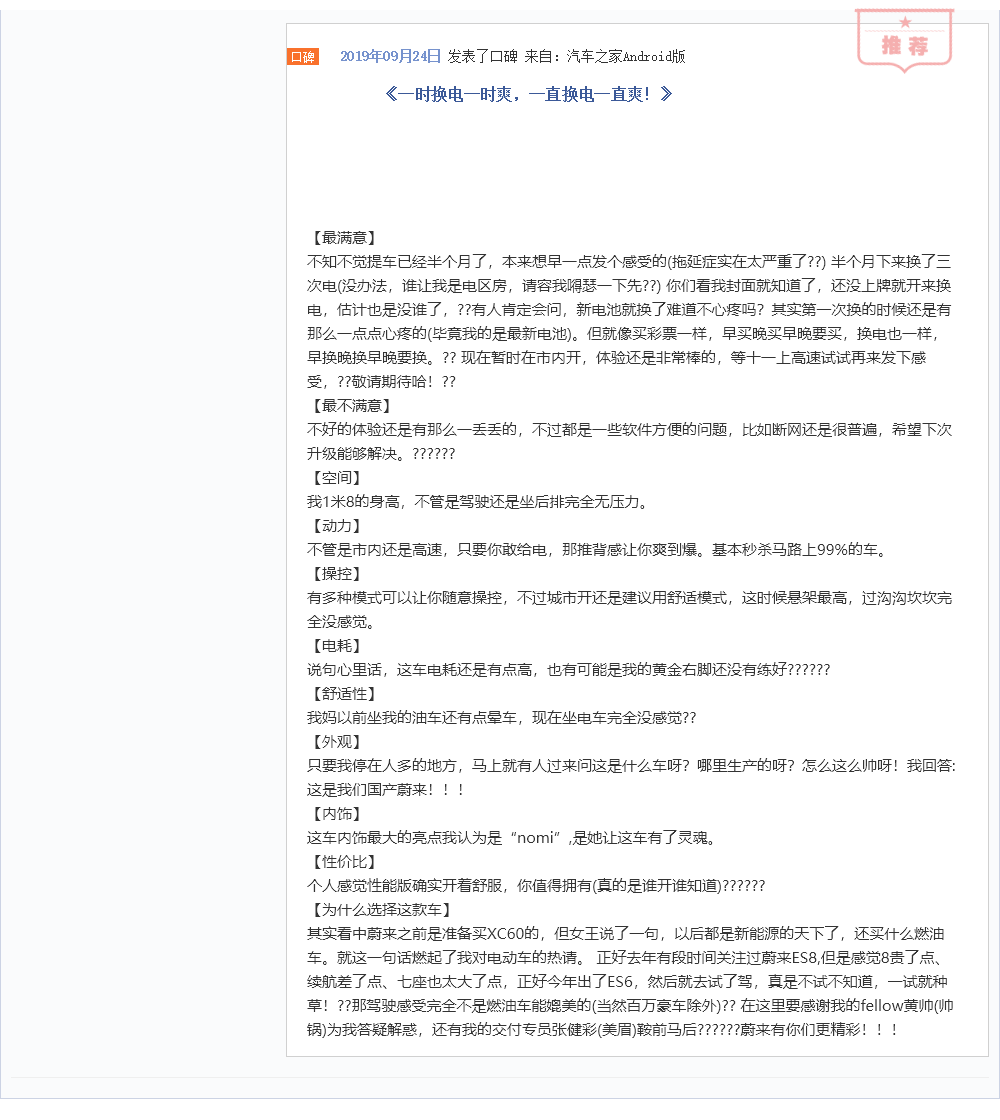 推荐
口碑 2019年09月24日 发表了口碑 来自：汽车之家Android版
《一时换电一时爽，一直换电一直爽！》
【最满意】
不知不觉提车已经半个月了，本来想早一点发个感受的(拖延症实在太严重了??) 半个月下来换了三
次电(没办法，谁让我是电区房，请容我嘚瑟一下先??) 你们看我封面就知道了，还没上牌就开来换
电，估计也是没谁了，??有人肯定会问，新电池就换了难道不心疼吗？其实第一次换的时候还是有
那么一点点心疼的(毕竟我的是最新电池)。但就像买彩票一样，早买晚买早晚要买，换电也一样，
早换晚换早晚要换。?? 现在暂时在市内开，体验还是非常棒的，等十一上高速试试再来发下感
受，??敬请期待哈！??
【最不满意】
不好的体验还是有那么一丢丢的，不过都是一些软件方便的问题，比如断网还是很普遍，希望下次
升级能够解决。??????
【空间】
我1米8的身高，不管是驾驶还是坐后排完全无压力。
【动力】
不管是市内还是高速，只要你敢给电，那推背感让你爽到爆。基本秒杀马路上99%的车。
【操控】
有多种模式可以让你随意操控，不过城市开还是建议用舒适模式，这时候悬架最高，过沟沟坎坎完
全没感觉。
【电耗】
说句心里话，这车电耗还是有点高，也有可能是我的黄金右脚还没有练好??????
【舒适性】
我妈以前坐我的油车还有点晕车，现在坐电车完全没感觉??
【外观】
只要我停在人多的地方，马上就有人过来问这是什么车呀？哪里生产的呀？怎么这么帅呀！我回答:
这是我们国产蔚来！！！
【内饰】
这车内饰最大的亮点我认为是“nomi”,是她让这车有了灵魂。
【性价比】
个人感觉性能版确实开着舒服，你值得拥有(真的是谁开谁知道)??????
【为什么选择这款车】
其实看中蔚来之前是准备买XC60的，但女王说了一句，以后都是新能源的天下了，还买什么燃油
车。就这一句话燃起了我对电动车的热请。 正好去年有段时间关注过蔚来ES8,但是感觉8贵了点、
续航差了点、七座也太大了点，正好今年出了ES6，然后就去试了驾，真是不试不知道，一试就种
草！??那驾驶感受完全不是燃油车能媲美的(当然百万豪车除外)?? 在这里要感谢我的fellow黄帅(帅
锅)为我答疑解惑，还有我的交付专员张健彩(美眉)鞍前马后??????蔚来有你们更精彩！！！